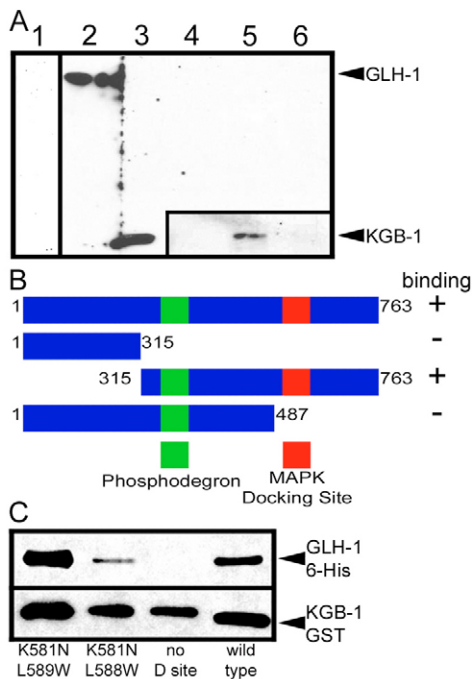 A
1 2 3 4 5 6
GLH-1
KGB-1
B
binding
1 763 +
1 315 -
315 763 +
1 487 -
Phosphodegron
MAPK
Docking Site
C
GLH-1
6-His
KGB-1
GST
K581N K581N no wild
L589W L588W D site type